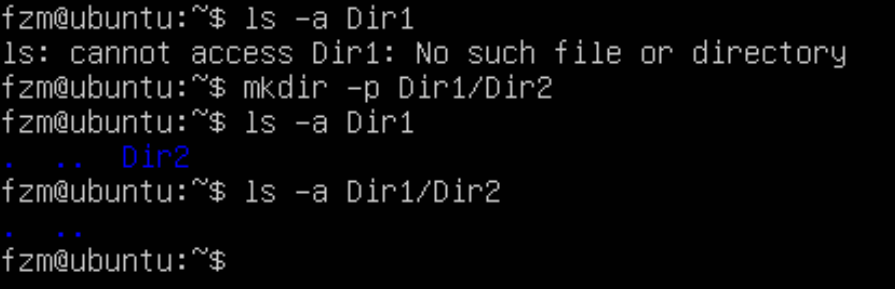 fzm@ubuntu:~$ ls -a Dir1
ls: cannot access Dir1: No such file or directory
fzm@ubuntu:~$ mkdir -p Dir1/Dir2
fzm@ubuntu:~$ ls -a Dir1
.  ..  Dir2
fzm@ubuntu:~$ ls -a Dir1/Dir2
.  ..
fzm@ubuntu:~$